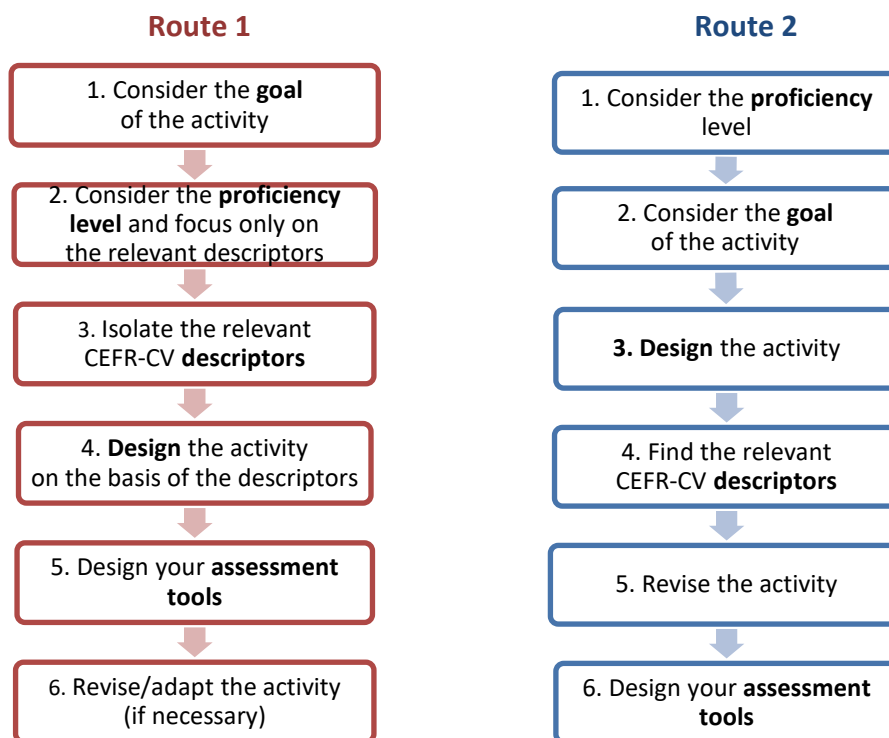 Route 1
1. Consider the goal
of the activity
2. Consider the proficiency
level and focus only on
the relevant descriptors
3. Isolate the relevant
CEFR-CV descriptors
4. Design the activity
on the basis of the descriptors
5. Design your assessment
tools
6. Revise/adapt the activity
(if necessary)
Route 2
1. Consider the proficiency
level
2. Consider the goal
of the activity
3. Design the activity
4. Find the relevant
CEFR-CV descriptors
5. Revise the activity
6. Design your assessment
tools